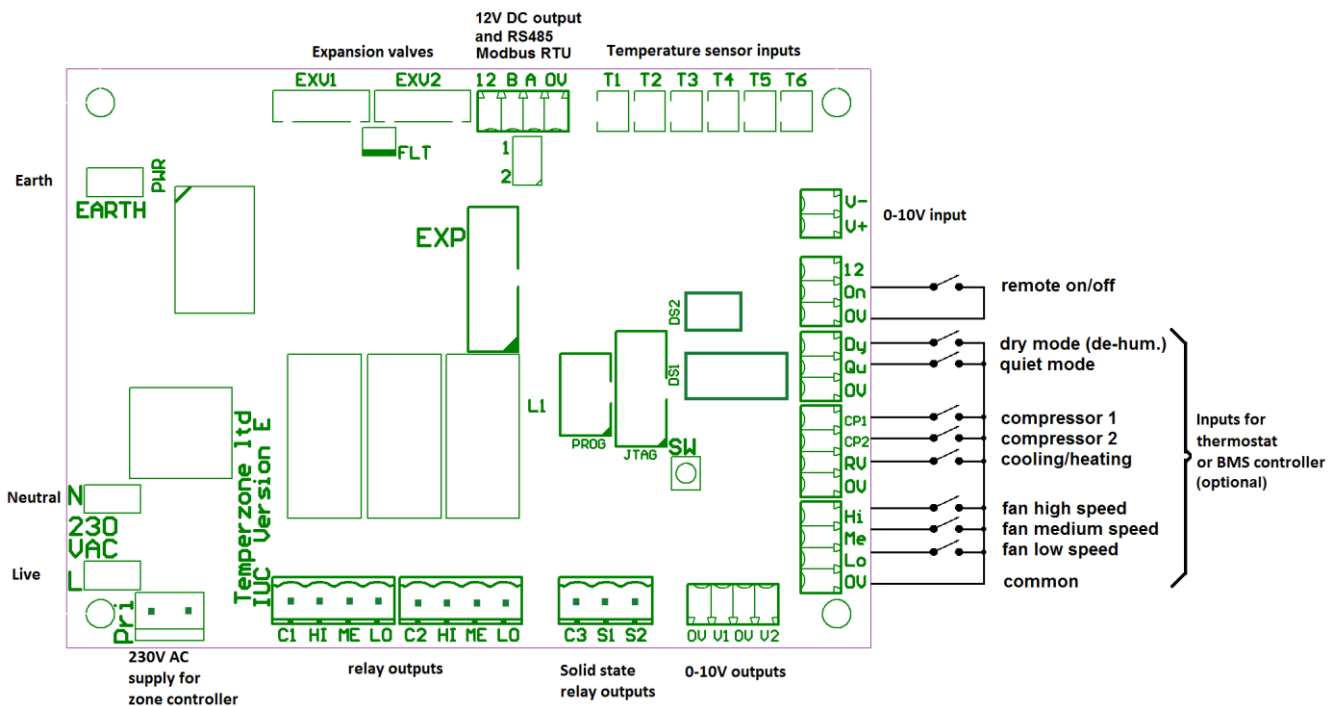 12V DC output
and RS485
Modbus RTU
Expansion valves
Temperature sensor inputs
EXV1 EXV2 12 B A 0V T1 T2 T3 T4 T5 T6
FLT
1
2
Earth
PWR
EARTH
V-
V+
0-10V input
EXP
12
On
0V
remote on/off
DS2
Dy
Qu
0V
dry mode (de-hum.)
quiet mode
DS1
L1
PROG
JTAG
SW
CP1
CP2
RV
0V
compressor 1
compressor 2
cooling/heating
Inputs for
thermostat
or BMS controller
(optional)
Hi
Me
Lo
0V
fan high speed
fan medium speed
fan low speed
common
Temperzone ltd
IUC Version E
Neutral
N
230
VAC
Live
L
Pri
C1 HI ME LO C2 HI ME LO C3 S1 S2 0V V1 0V V2
230V AC
supply for
zone controller
relay outputs
Solid state
relay outputs
0-10V outputs